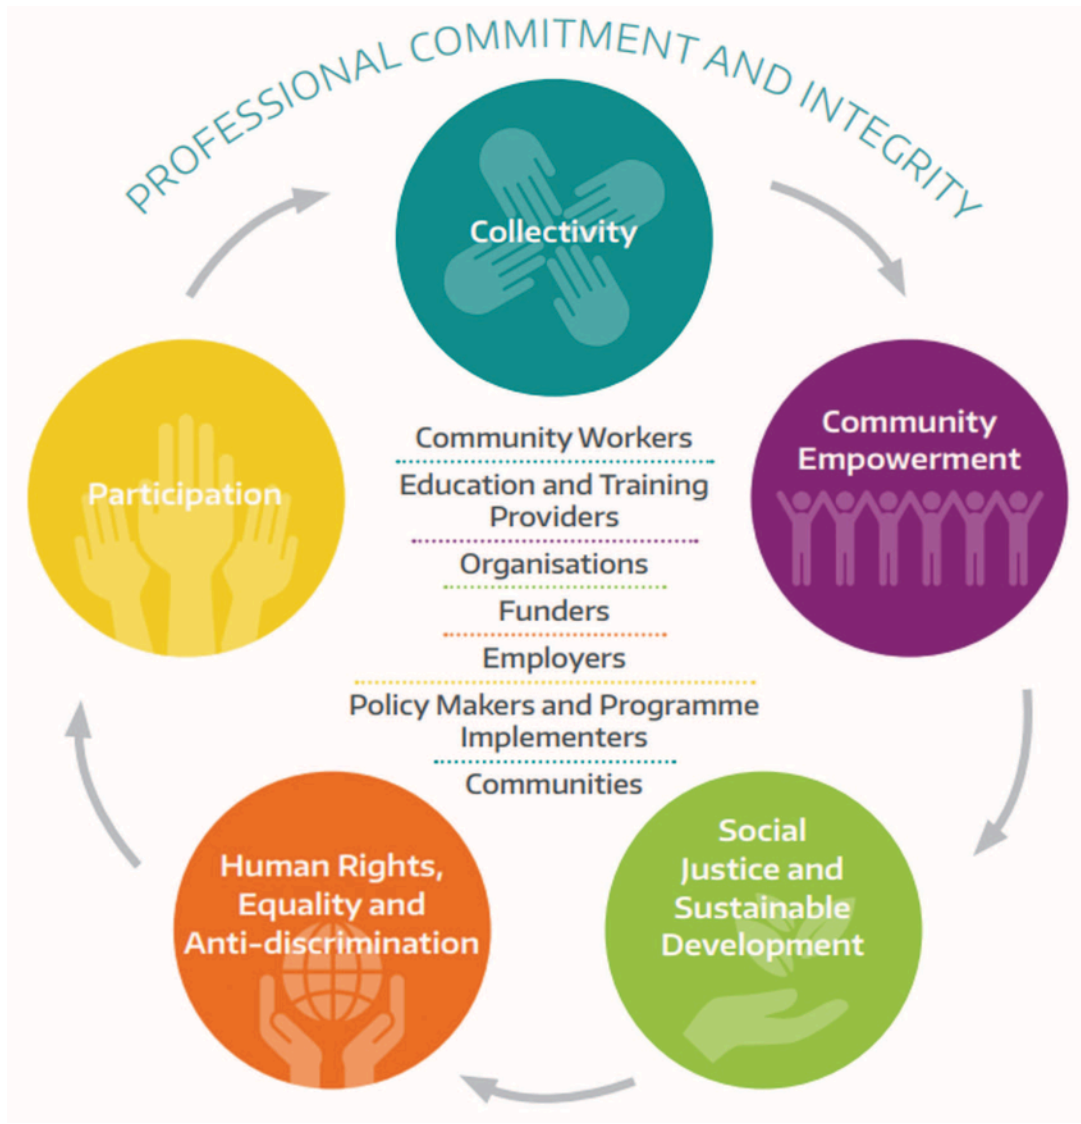 PROFESSIONAL COMMITMENT AND INTEGRITY
Collectivity
Community
Empowerment
Participation
Community Workers
Education and Training
Providers
Organisations
Funders
Employers
Policy Makers and Programme
Implementers
Communities
Social
Justice and
Sustainable
Development
Human Rights,
Equality and
Anti-discrimination